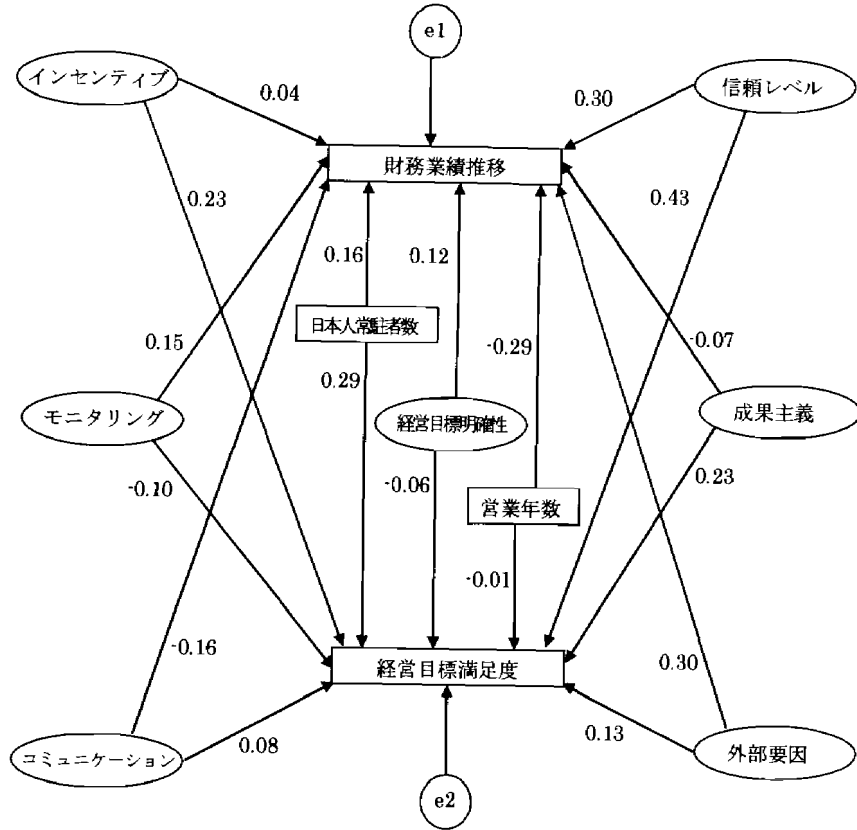 e1
インセンティブ
信頼レベル
0.04
0.30
財務業績推移
0.23
0.43
0.16
0.12
日本人常駐者数
0.15
-0.29
-0.07
0.29
モニタリング
経営目標明確性
成果主義
-0.10
-0.06
0.23
営業年数
-0.01
-0.16
0.30
経営目標満足度
コミュニケーション
0.08
0.13
外部要因
e2